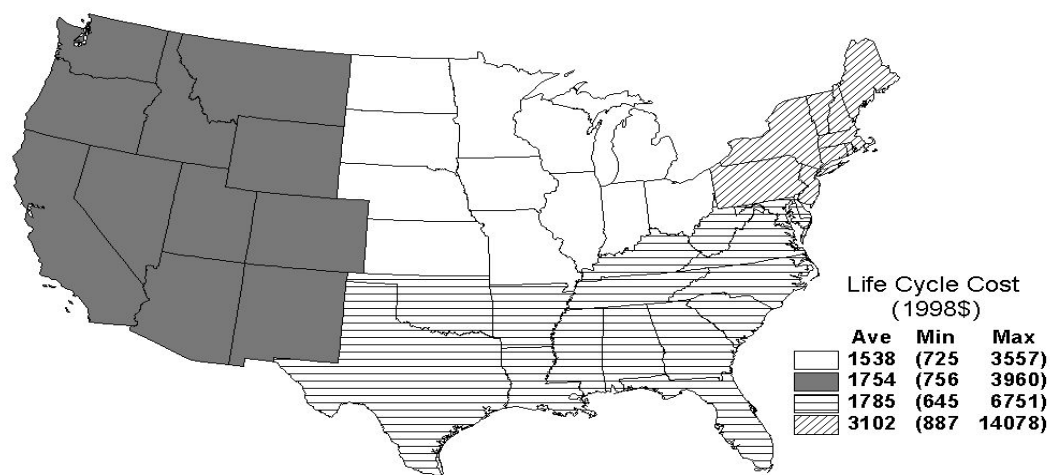 Life Cycle Cost
(1998$)
Ave Min Max
1538 (725 3557)
1754 (756 3960)
1785 (645 6751)
3102 (887 14078)